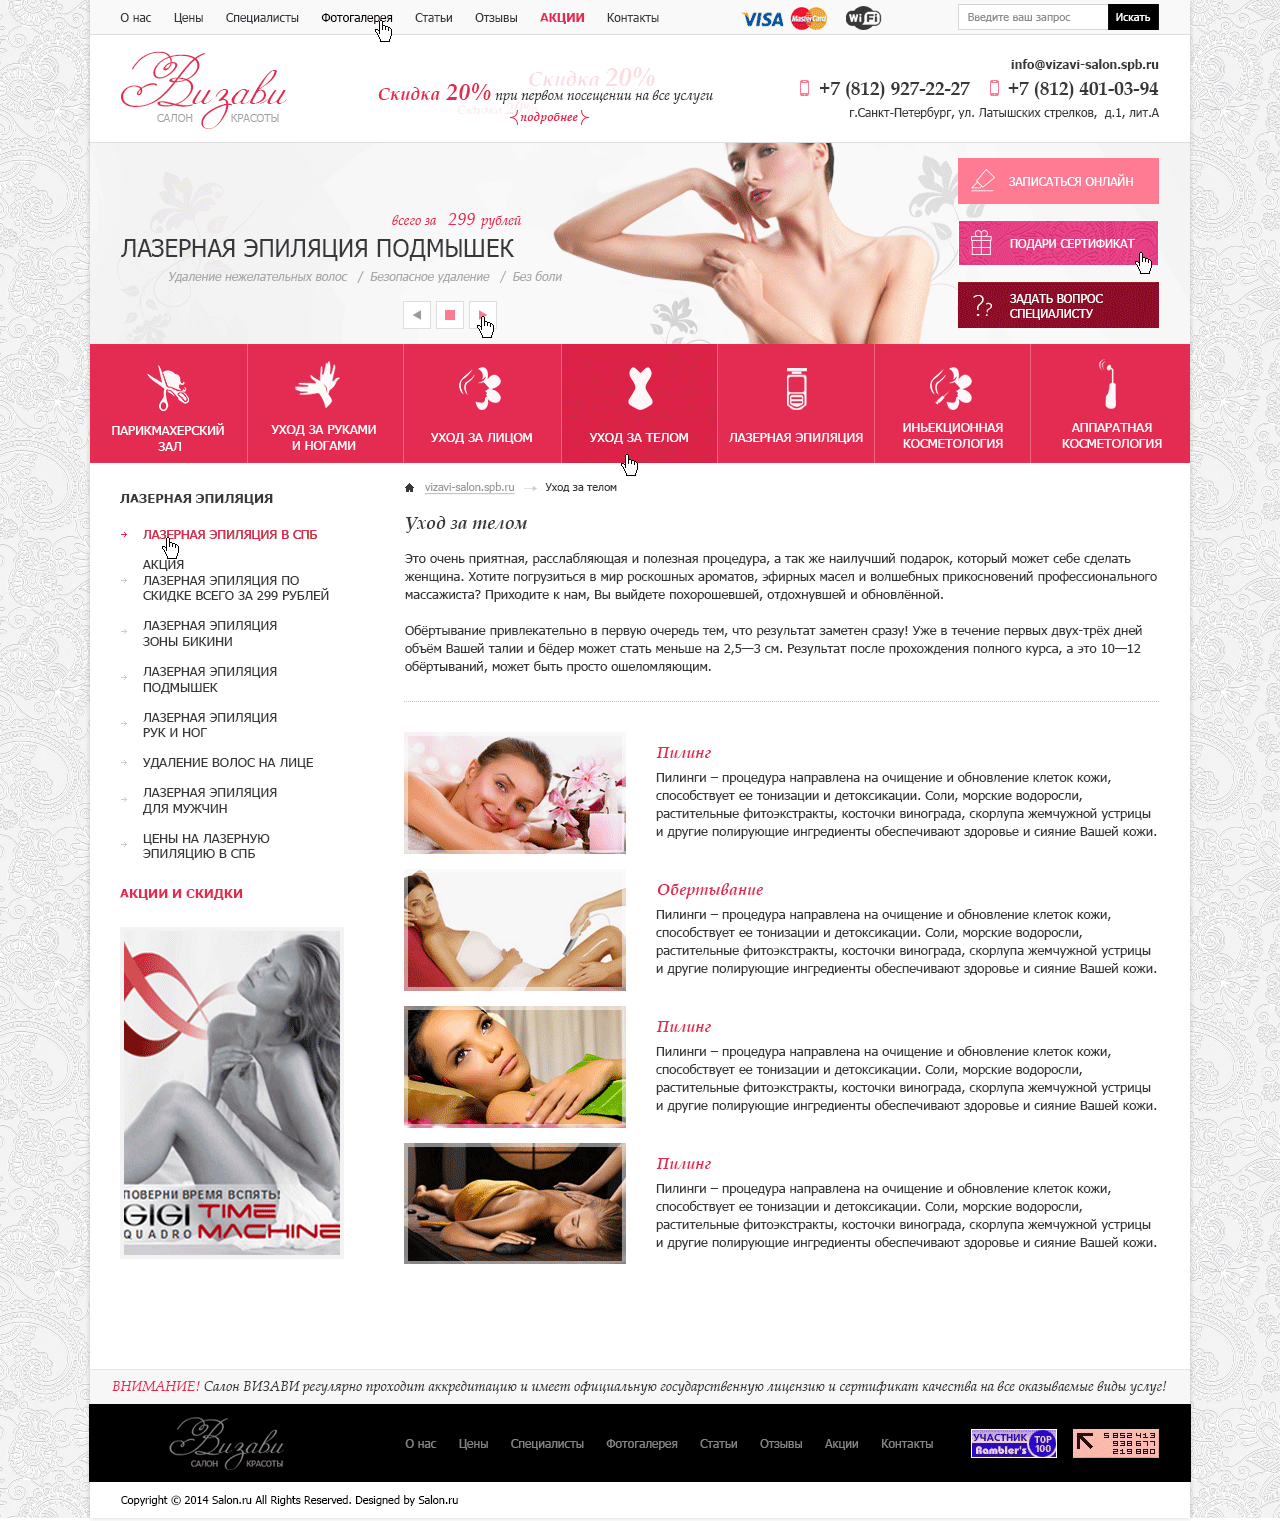 О нас Цены Специалисты Фотогалерея Статьи Отзывы АКЦИИ Контакты VISA MasterCard Wi Fi Введите ваш запрос Искать
Визави
САЛОН КРАСОТЫ
Скидка 20%
Скидка 20% при первом посещении на все услуги
подробнее
info@vizavi-salon.spb.ru
+7 (812) 927-22-27 +7 (812) 401-03-94
г.Санкт-Петербург, ул. Латышских стрелков, д.1, лит.А
всего за 299 рублей
ЛАЗЕРНАЯ ЭПИЛЯЦИЯ ПОДМЫШЕК
Удаление нежелательных волос / Безопасное удаление / Без боли
ЗАПИСАТЬСЯ ОНЛАЙН
ПОДАРИ СЕРТИФИКАТ
ЗАДАТЬ ВОПРОС
СПЕЦИАЛИСТУ
ПАРИКМАХЕРСКИЙ
ЗАЛ
УХОД ЗА РУКАМИ
И НОГАМИ
УХОД ЗА ЛИЦОМ
УХОД ЗА ТЕЛОМ
ЛАЗЕРНАЯ ЭПИЛЯЦИЯ
ИНЬЕКЦИОННАЯ
КОСМЕТОЛОГИЯ
АППАРАТНАЯ
КОСМЕТОЛОГИЯ
ЛАЗЕРНАЯ ЭПИЛЯЦИЯ
ЛАЗЕРНАЯ ЭПИЛЯЦИЯ В СПБ
АКЦИЯ
ЛАЗЕРНАЯ ЭПИЛЯЦИЯ ПО
СКИДКЕ ВСЕГО ЗА 299 РУБЛЕЙ
ЛАЗЕРНАЯ ЭПИЛЯЦИЯ
ЗОНЫ БИКИНИ
ЛАЗЕРНАЯ ЭПИЛЯЦИЯ
ПОДМЫШЕК
ЛАЗЕРНАЯ ЭПИЛЯЦИЯ
РУК И НОГ
УДАЛЕНИЕ ВОЛОС НА ЛИЦЕ
ЛАЗЕРНАЯ ЭПИЛЯЦИЯ
ДЛЯ МУЖЧИН
ЦЕНЫ НА ЛАЗЕРНУЮ
ЭПИЛЯЦИЮ В СПБ
АКЦИИ И СКИДКИ
ПОВЕРНИ ВРЕМЯ ВСПЯТЬ!
GIGI TIME
QUADRO MACHINE
vizavi-salon.spb.ru Уход за телом
Уход за телом
Это очень приятная, расслабляющая и полезная процедура, а так же наилучший подарок, который может себе сделать
женщина. Хотите погрузиться в мир роскошных ароматов, эфирных масел и волшебных прикосновений профессионального
массажиста? Приходите к нам, Вы выйдете похорошевшей, отдохнувшей и обновлённой.
Обёртывание привлекательно в первую очередь тем, что результат заметен сразу! Уже в течение первых двух-трёх дней
объём Вашей талии и бёдер может стать меньше на 2,5—3 см. Результат после прохождения полного курса, а это 10—12
обёртываний, может быть просто ошеломляющим.
Пилинг
Пилинги – процедура направлена на очищение и обновление клеток кожи,
способствует ее тонизации и детоксикации. Соли, морские водоросли,
растительные фитоэкстракты, косточки винограда, скорлупа жемчужной устрицы
и другие полирующие ингредиенты обеспечивают здоровье и сияние Вашей кожи.
Обертывание
Пилинги – процедура направлена на очищение и обновление клеток кожи,
способствует ее тонизации и детоксикации. Соли, морские водоросли,
растительные фитоэкстракты, косточки винограда, скорлупа жемчужной устрицы
и другие полирующие ингредиенты обеспечивают здоровье и сияние Вашей кожи.
Пилинг
Пилинги – процедура направлена на очищение и обновление клеток кожи,
способствует ее тонизации и детоксикации. Соли, морские водоросли,
растительные фитоэкстракты, косточки винограда, скорлупа жемчужной устрицы
и другие полирующие ингредиенты обеспечивают здоровье и сияние Вашей кожи.
Пилинг
Пилинги – процедура направлена на очищение и обновление клеток кожи,
способствует ее тонизации и детоксикации. Соли, морские водоросли,
растительные фитоэкстракты, косточки винограда, скорлупа жемчужной устрицы
и другие полирующие ингредиенты обеспечивают здоровье и сияние Вашей кожи.
ВНИМАНИЕ! Салон ВИЗАВИ регулярно проходит аккредитацию и имеет официальную государственную лицензию и сертификат качества на все оказываемые виды услуг!
Визави
САЛОН КРАСОТЫ
О нас Цены Специалисты Фотогалерея Статьи Отзывы Акции Контакты
УЧАСТНИК
Rambler's
TOP
100
5 852 413
938 677
219 880
Copyright © 2014 Salon.ru All Rights Reserved. Designed by Salon.ru